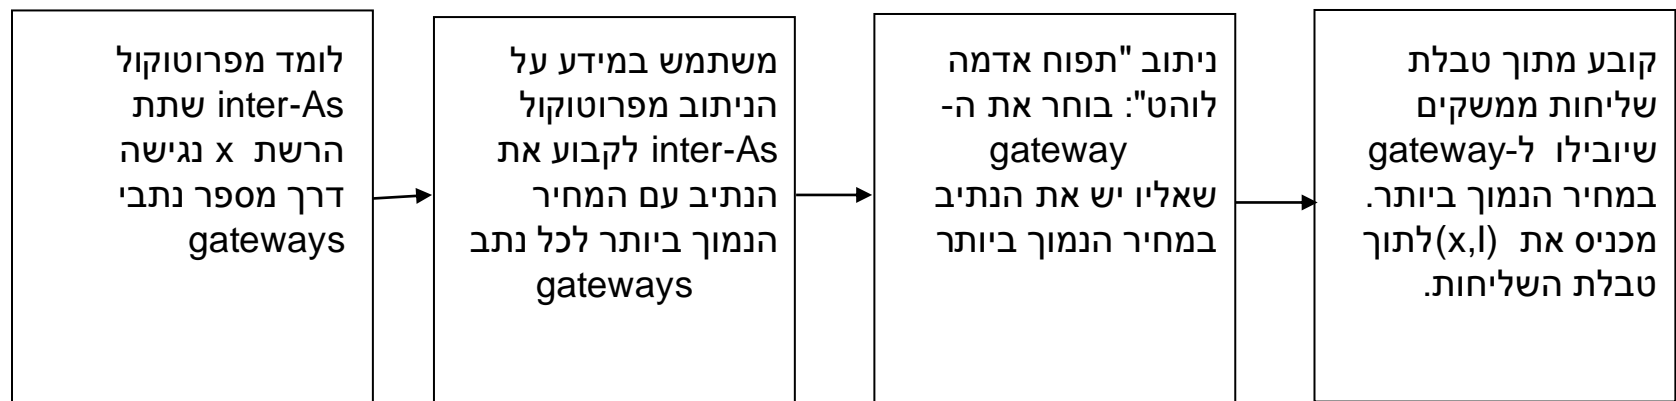 לומד מפרוטוקול
inter-As שתת
הרשת x נגישה
דרך מספר נתבי
gateways
משתמש במידע על
הניתוב מפרוטוקול
inter-As לקבוע את
הנתיב עם המחיר
הנמוך ביותר לכל נתב
gateways
ניתוב "תפוח אדמה
לוהט": בוחר את ה-
gateway
שאליו יש את הנתיב
במחיר הנמוך ביותר
קובע מתוך טבלת
שליחות ממשקים
שיובילו ל-gateway
במחיר הנמוך ביותר.
מכניס את (x,I)לתוך
טבלת השליחות.